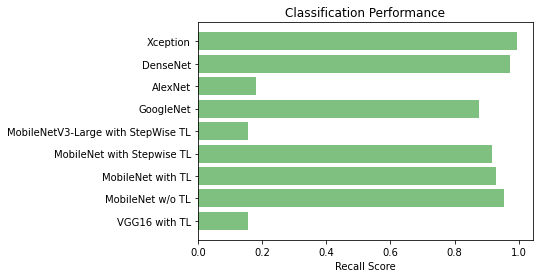 Classification Performance
Xception
DenseNet
AlexNet
GoogleNet
MobileNetV3-Large with StepWise TL
MobileNet with Stepwise TL
MobileNet with TL
MobileNet w/o TL
VGG16 with TL
0.0 0.2 0.4 0.6 0.8 1.0
Recall Score